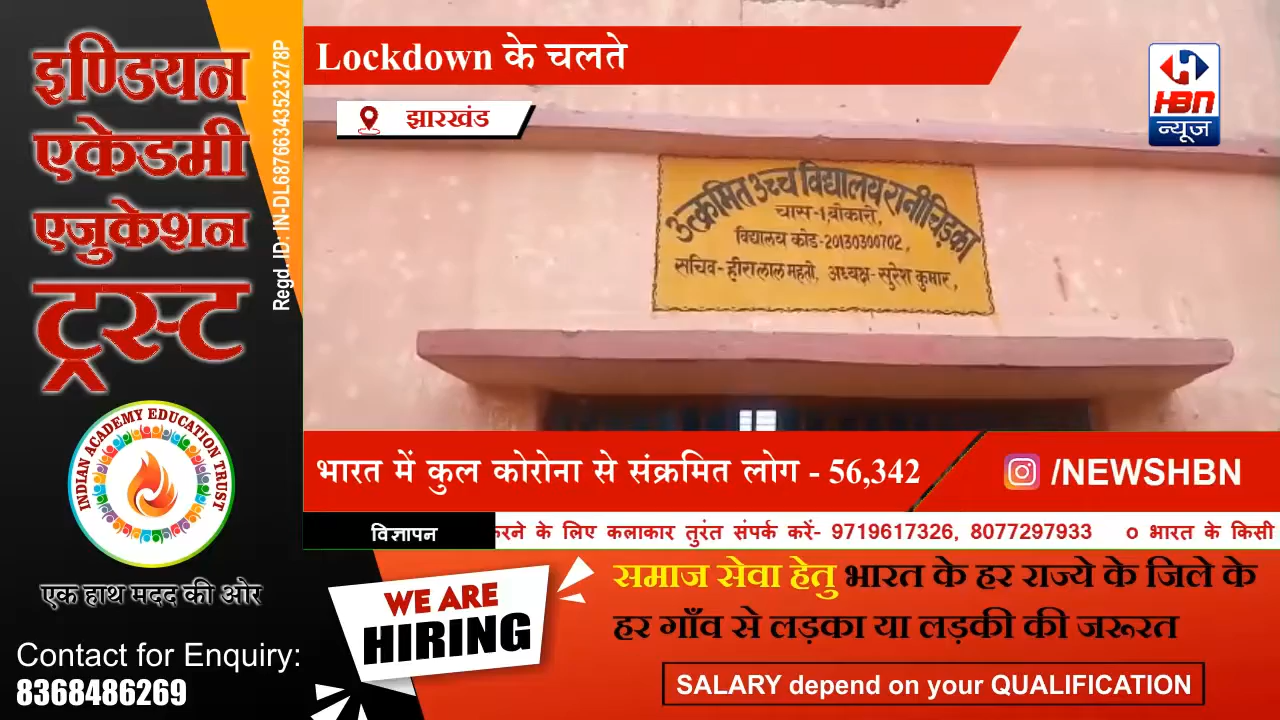 इण्डियन
एकेडमी
एजुकेशन
ट्रस्ट
Regd. ID: IN-DL68766343523278P
INDIAN ACADEMY EDUCATION TRUST
एक हाथ मदद की ओर
Contact for Enquiry:
8368486269
Lockdown के चलते
झारखंड
HBN
न्यूज
उत्क्रमित उच्च विद्यालय रानीचिड़का
चास-1, बोकारो,
विद्यालय कोड-20130300702,
सचिव-हीरालाल महतो, अध्यक्ष-सुरेश कुमार,
भारत में कुल कोरोना से संक्रमित लोग - 56,342
/NEWSHBN
विज्ञापन
करने के लिए कलाकार तुरंत संपर्क करें- 9719617326, 8077297933 o भारत के किसी
WE ARE
HIRING
समाज सेवा हेतु भारत के हर राज्ये के जिले के
हर गाँव से लड़का या लड़की की जरूरत
SALARY depend on your QUALIFICATION